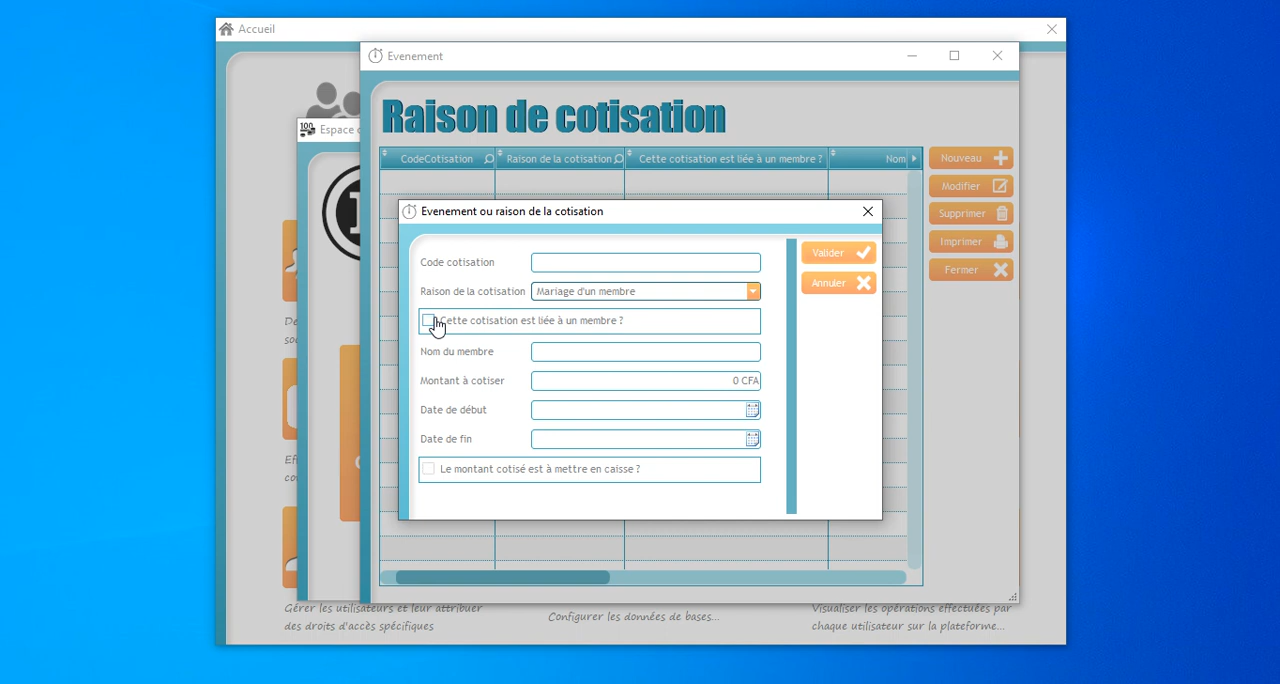 Accueil
Evenement
Raison de cotisation
Espace
CodeCotisation Raison de la cotisation Cette cotisation est liée à un membre ? Nom
Nouveau
Modifier
Supprimer
Imprimer
Fermer
Evenement ou raison de la cotisation
Code cotisation
Raison de la cotisation Mariage d'un membre
Cette cotisation est liée à un membre ?
Nom du membre
Montant à cotiser 0 CFA
Date de début
Date de fin
Le montant cotisé est à mettre en caisse ?
Valider
Annuler
Gérer les utilisateurs et leur attribuer
des droits d'accès spécifiques
Configurer les données de bases...
Visualiser les opérations effectuées par
chaque utilisateur sur la plateforme...